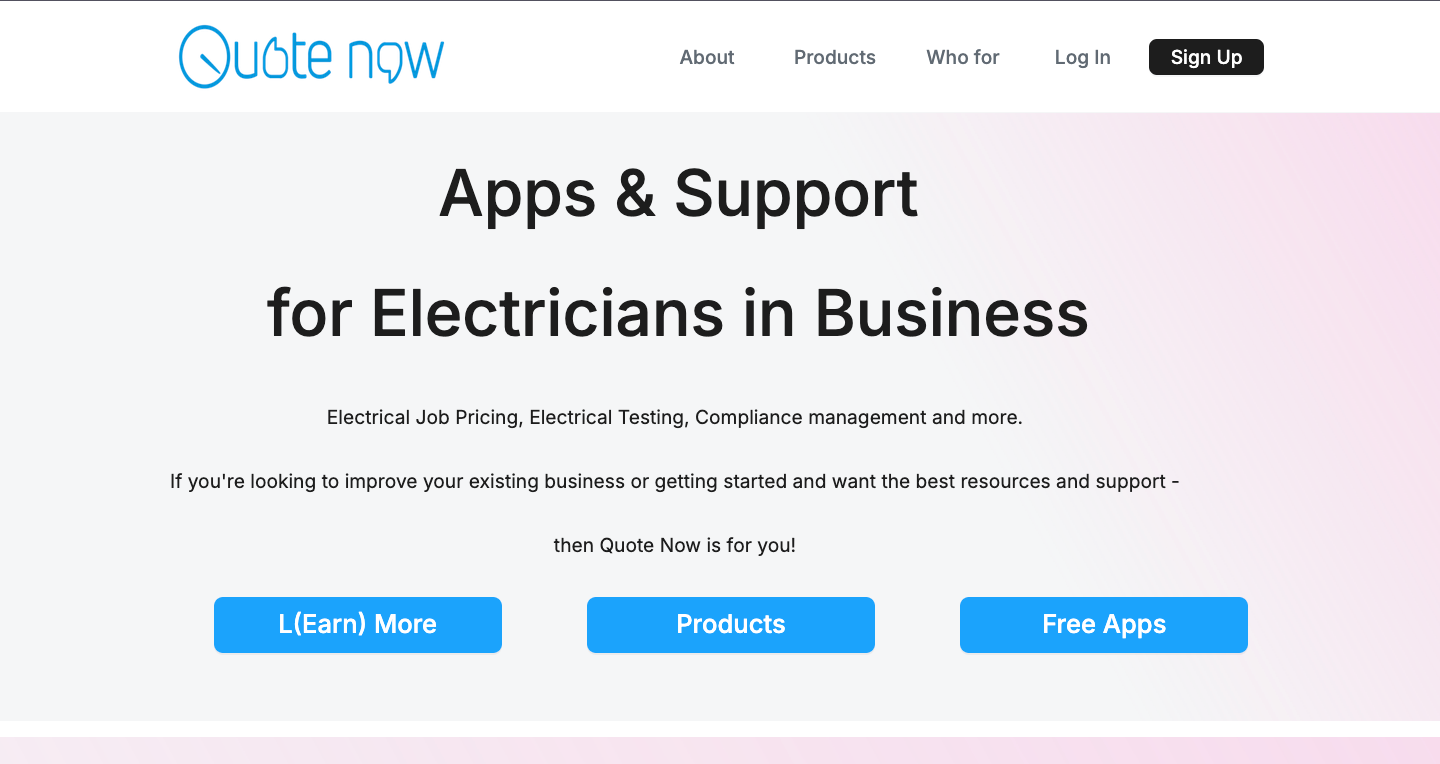 Quote now
About
Products
Who for
Log In
Sign Up
Apps & Support
for Electricians in Business
Electrical Job Pricing, Electrical Testing, Compliance management and more.
If you're looking to improve your existing business or getting started and want the best resources and support -
then Quote Now is for you!
L(Earn) More
Products
Free Apps